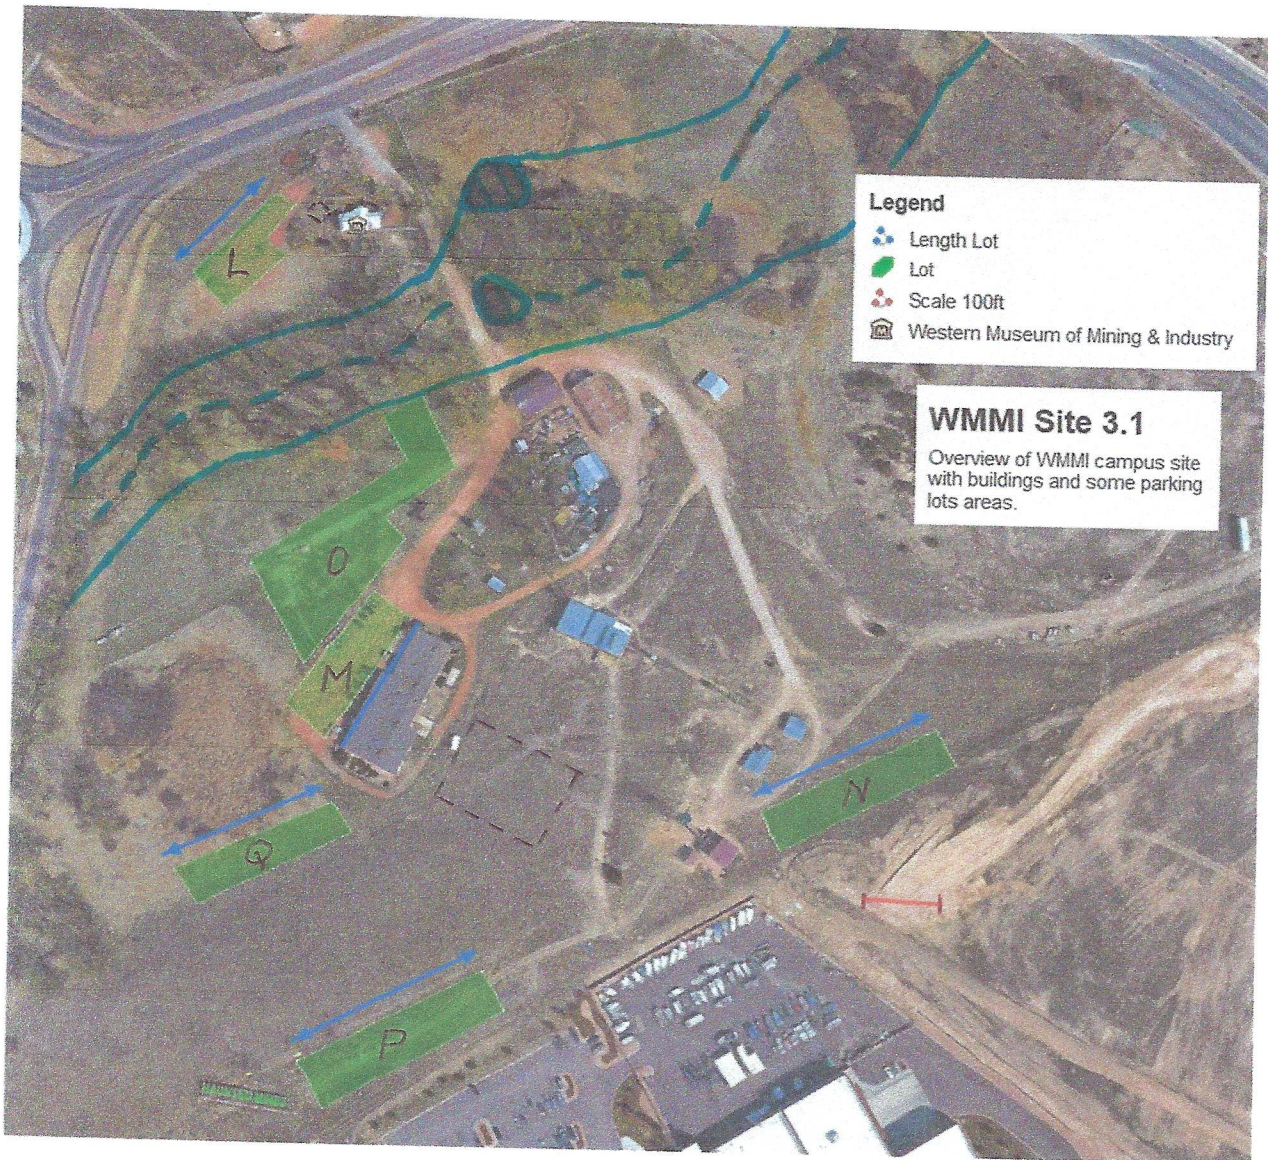 Legend
Length Lot
Lot
Scale 100ft
Western Museum of Mining & Industry
WMMI Site 3.1
Overview of WMMI campus site
with buildings and some parking
lots areas.
L
O
M
N
Q
P